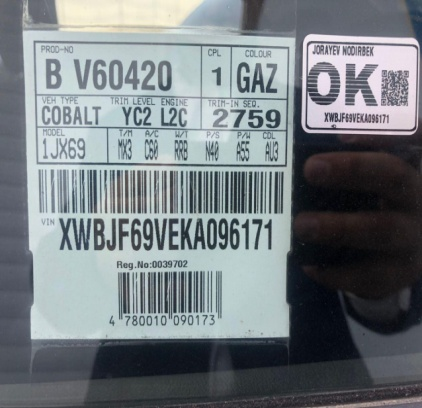 PROD-NO CPL COLOUR
B V60420 1 GAZ
VEH TYPE TRIM LEVEL ENGINE TRIM-IN SEQ.
COBALT YC2 L2C 2759
MODEL T/M A/C W/T P/S P/W COL
1JX69 MX3 C60 RRB N40 A55 AU3
VIN XWBJF69VEKA096171
Reg.No:0039702
4 780010 090173
JORAYEV NODIRBEK
OK
XWBJF69VEKA096171